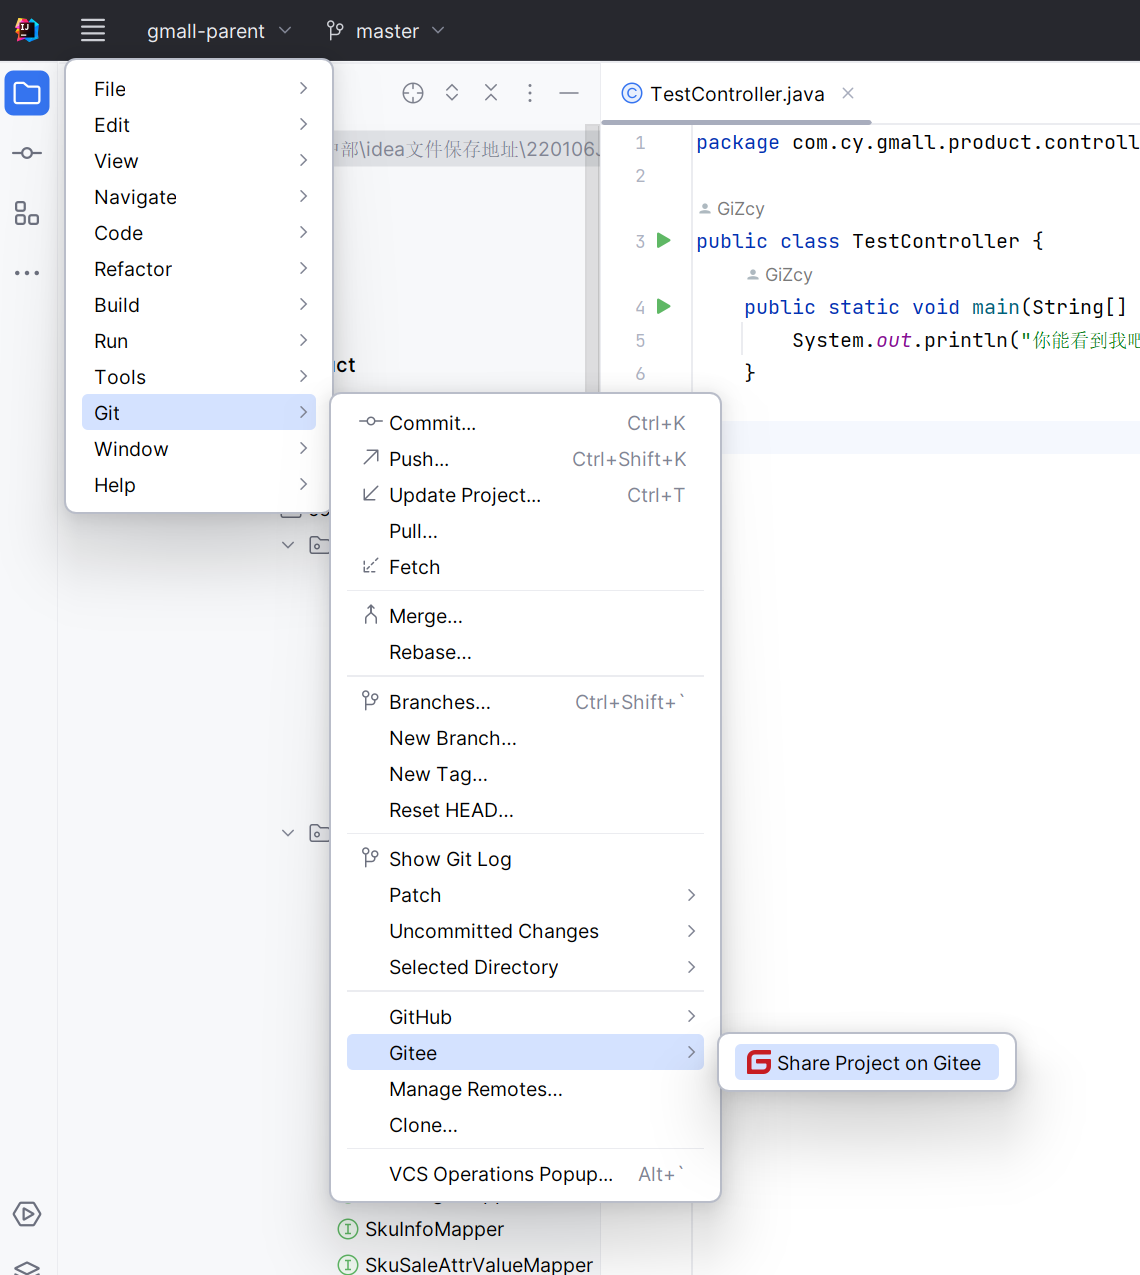 gmall-parent
master
File
Edit
View
Navigate
Code
Refactor
Build
Run
Tools
Git
Window
Help
部\idea文件保存地址\220106
TestController.java
1 package com.cy.gmall.product.controll
2
GiZcy
3 public class TestController {
GiZcy
4 public static void main(String[]
5 System.out.println("你能看到我吧
6 }
ct
Commit... Ctrl+K
Push... Ctrl+Shift+K
Update Project... Ctrl+T
Pull...
Fetch
Merge...
Rebase...
Branches... Ctrl+Shift+`
New Branch...
New Tag...
Reset HEAD...
Show Git Log
Patch
Uncommitted Changes
Selected Directory
GitHub
Gitee
Share Project on Gitee
Manage Remotes...
Clone...
VCS Operations Popup... Alt+`
SkuInfoMapper
SkuSaleAttrValueMapper